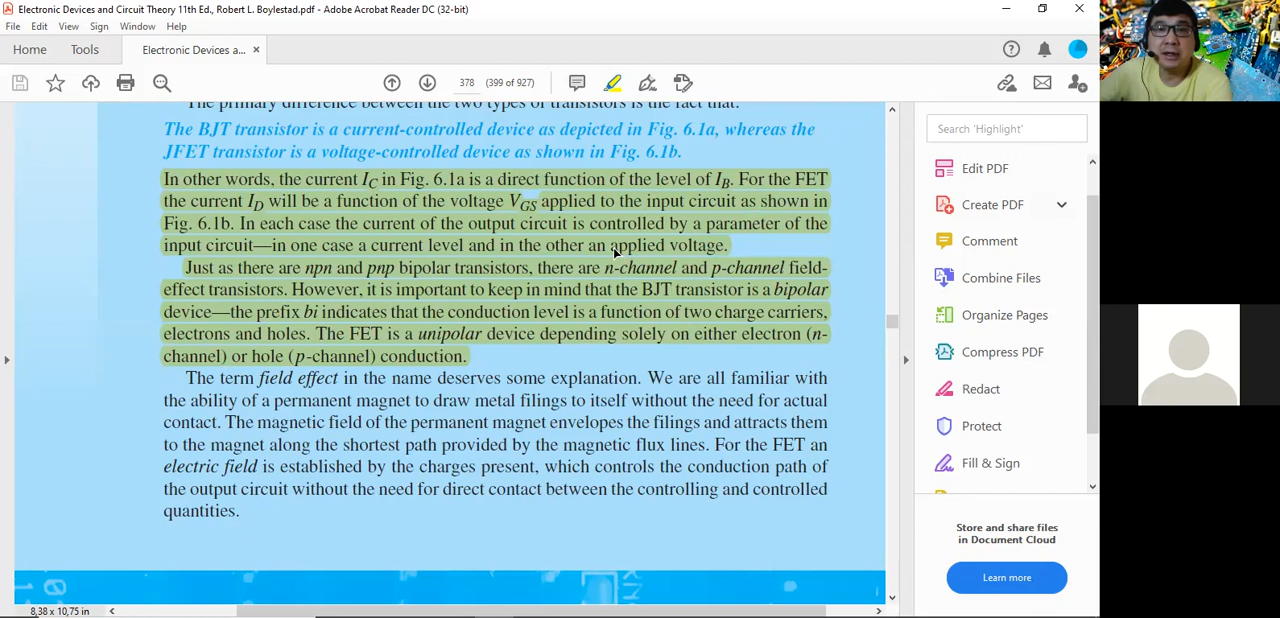 Electronic Devices and Circuit Theory 11th Ed., Robert L. Boylestad.pdf - Adobe Acrobat Reader DC (32-bit)
File Edit View Sign Window Help
Home Tools Electronic Devices a... ×
378 (399 of 927)
The primary difference between the two types of transistors is the fact that:
The BJT transistor is a current-controlled device as depicted in Fig. 6.1a, whereas the
JFET transistor is a voltage-controlled device as shown in Fig. 6.1b.
In other words, the current IC in Fig. 6.1a is a direct function of the level of IB. For the FET
the current ID will be a function of the voltage VGS applied to the input circuit as shown in
Fig. 6.1b. In each case the current of the output circuit is controlled by a parameter of the
input circuit—in one case a current level and in the other an applied voltage.
Just as there are npn and pnp bipolar transistors, there are n-channel and p-channel field-
effect transistors. However, it is important to keep in mind that the BJT transistor is a bipolar
device—the prefix bi indicates that the conduction level is a function of two charge carriers,
electrons and holes. The FET is a unipolar device depending solely on either electron (n-
channel) or hole (p-channel) conduction.
The term field effect in the name deserves some explanation. We are all familiar with
the ability of a permanent magnet to draw metal filings to itself without the need for actual
contact. The magnetic field of the permanent magnet envelopes the filings and attracts them
to the magnet along the shortest path provided by the magnetic flux lines. For the FET an
electric field is established by the charges present, which controls the conduction path of
the output circuit without the need for direct contact between the controlling and controlled
quantities.
8,38 x 10,75 in
Search 'Highlight'
Edit PDF
Create PDF
Comment
Combine Files
Organize Pages
Compress PDF
Redact
Protect
Fill & Sign
Store and share files
in Document Cloud
Learn more